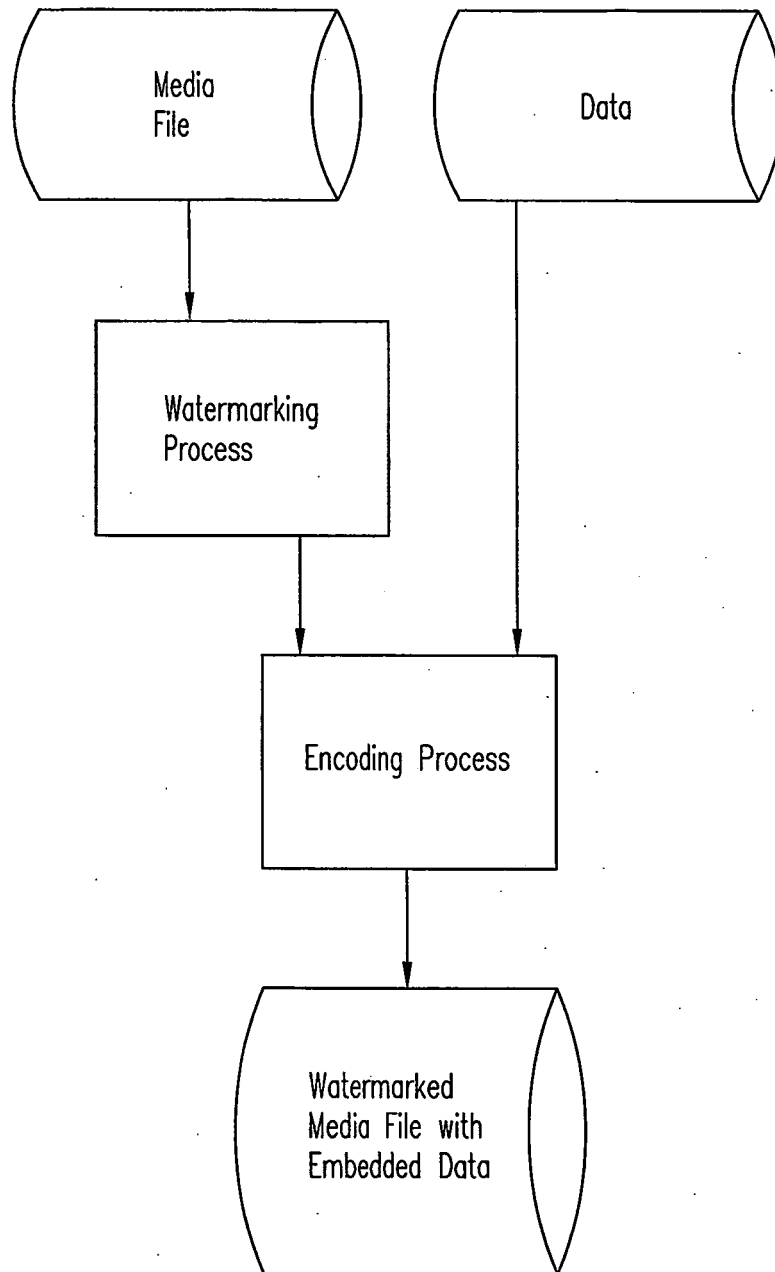 Media
File
Data
Watermarking
Process
Encoding Process
Watermarked
Media File with
Embedded Data